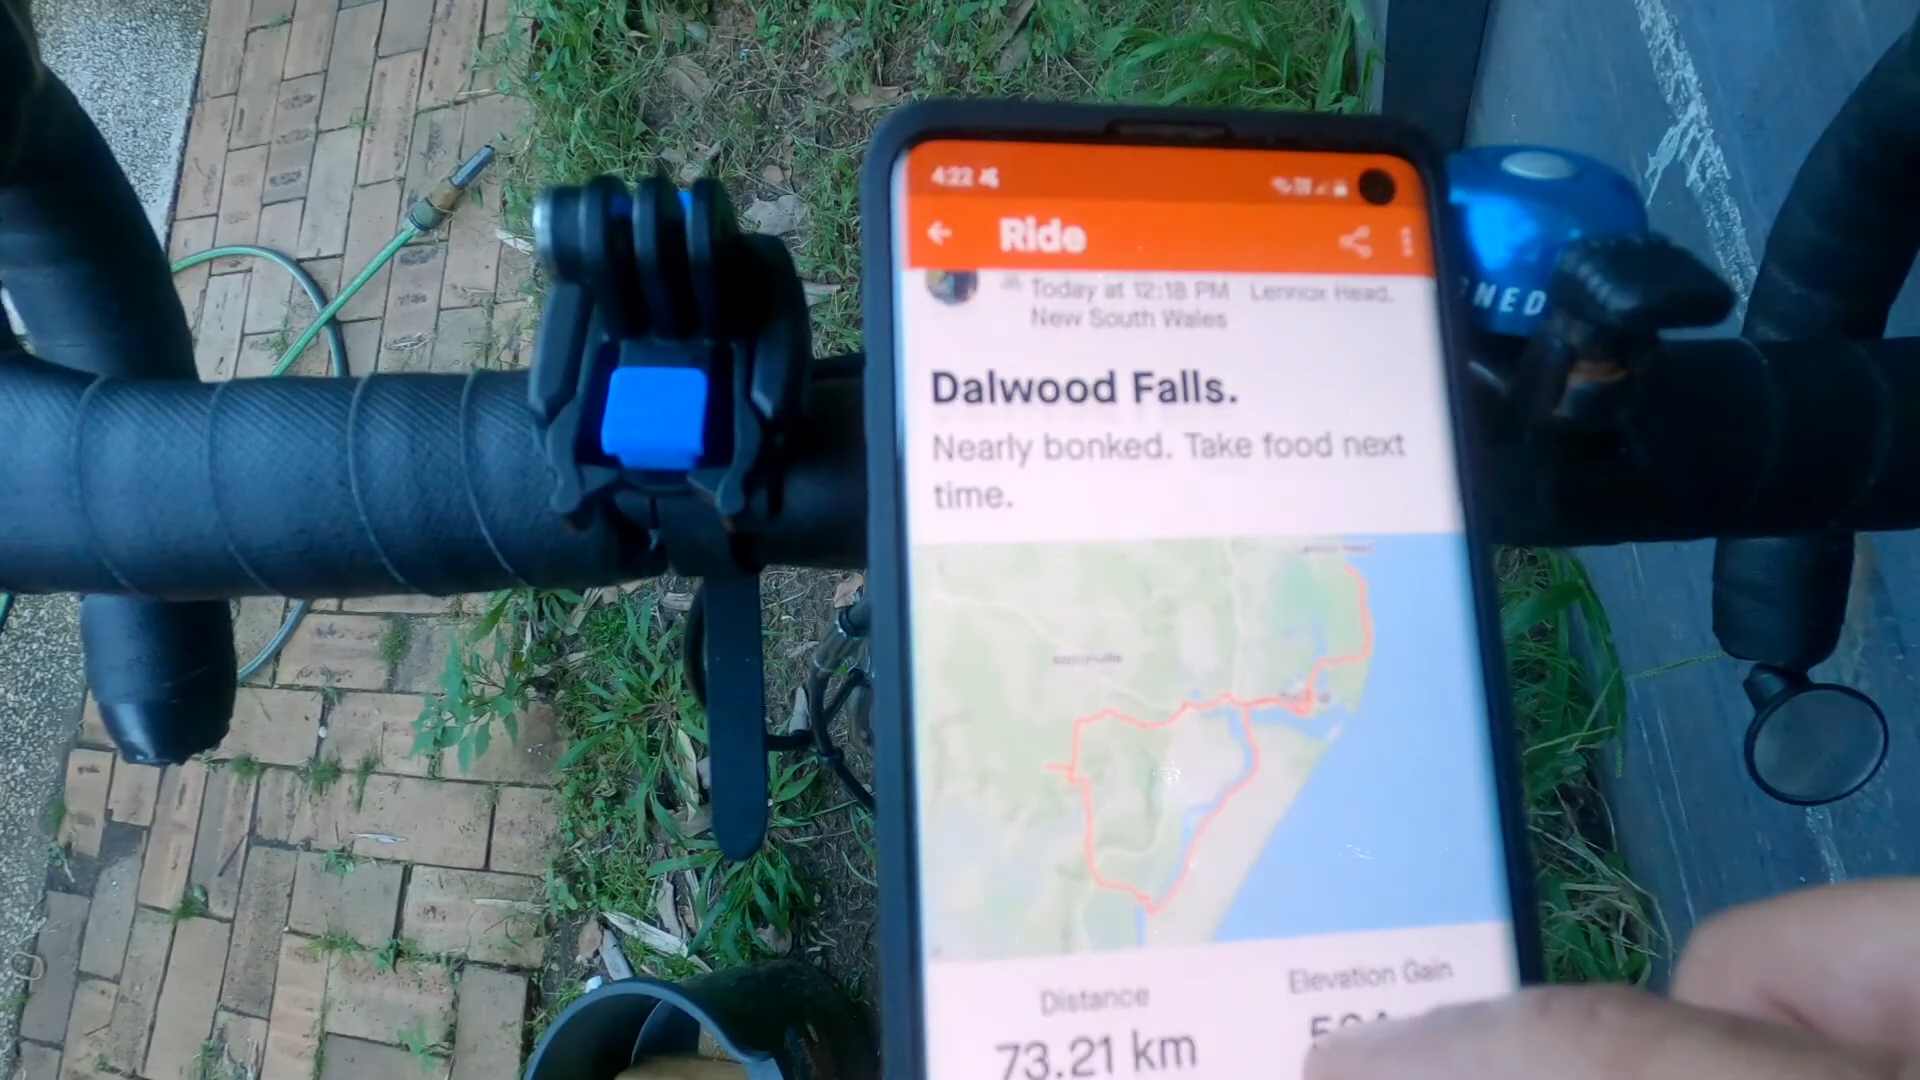 4:22
Ride
Today at 12:18 PM Lennox Head,
New South Wales
NED
Dalwood Falls.
Nearly bonked. Take food next
time.
Distance
Elevation Gain
73.21 km